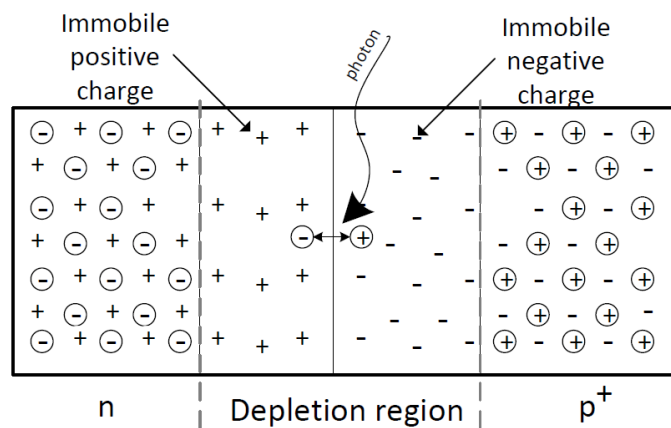 Immobile
positive
charge
photon
Immobile
negative
charge
n
Depletion region
p+